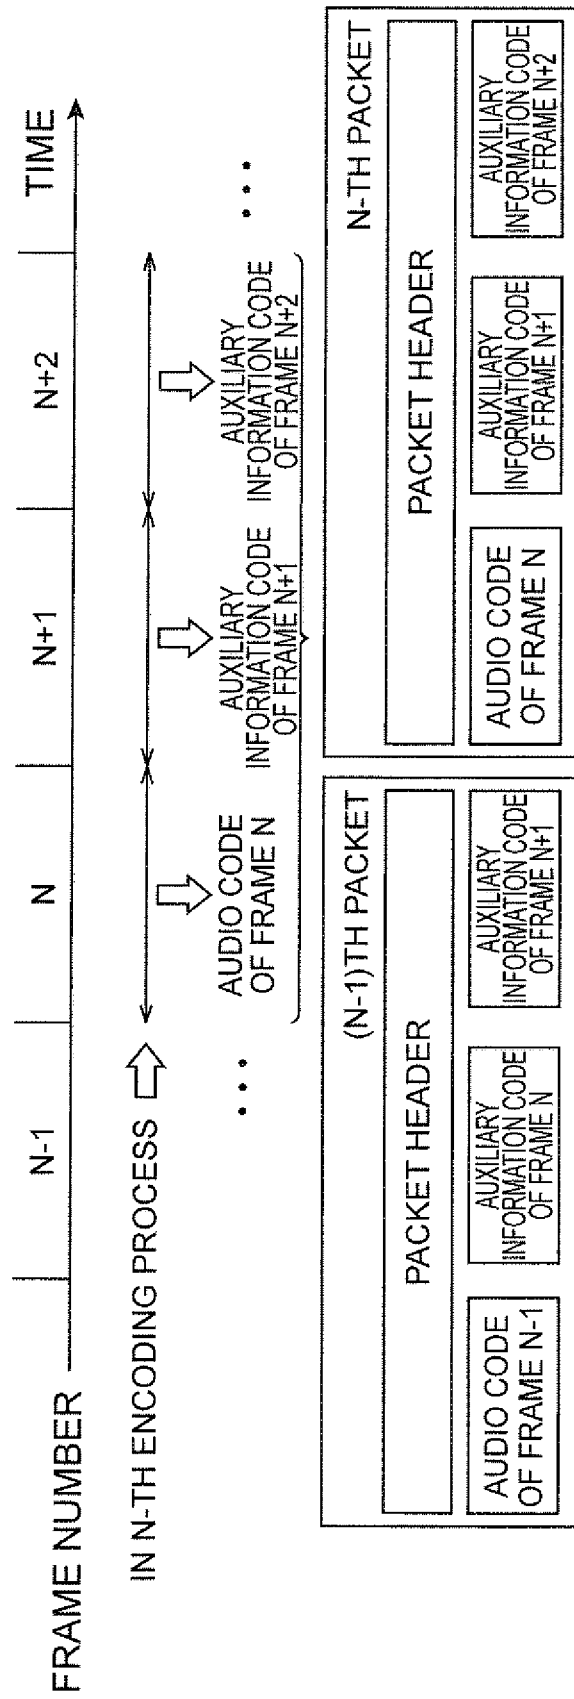 FRAME NUMBER
N-1
N
N+1
N+2
TIME
IN N-TH ENCODING PROCESS
• • •
AUDIO CODE
OF FRAME N
AUXILIARY
INFORMATION CODE
OF FRAME N+1
AUXILIARY
INFORMATION CODE
OF FRAME N+2
• • •
(N-1)TH PACKET
PACKET HEADER
AUDIO CODE
OF FRAME N-1
AUXILIARY
INFORMATION CODE
OF FRAME N
AUXILIARY
INFORMATION CODE
OF FRAME N+1
N-TH PACKET
PACKET HEADER
AUDIO CODE
OF FRAME N
AUXILIARY
INFORMATION CODE
OF FRAME N+1
AUXILIARY
INFORMATION CODE
OF FRAME N+2